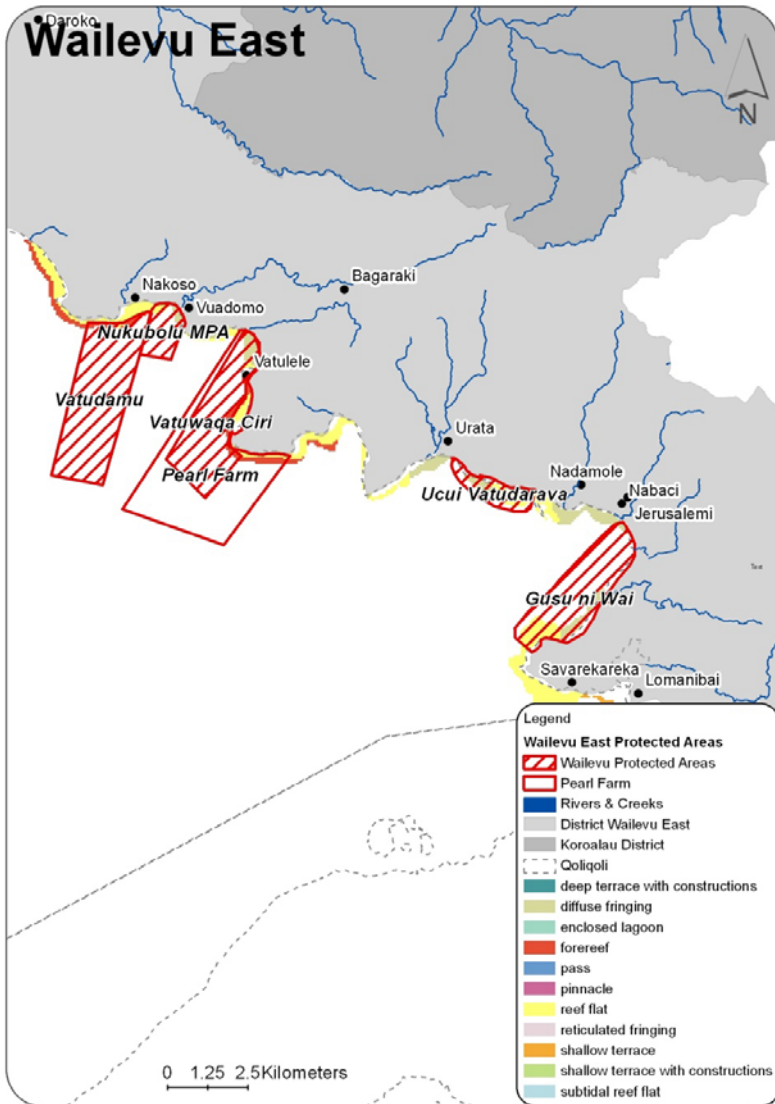 Daroko
Wailevu East
N
Nakoso
Bagaraki
Vuadomo
Nukubolu MPA
Vatulele
Vatudamu
Vatuwaqa Ciri
Urata
Pearl Farm
Nadamole
Ucui Vatudarava
Nabaci
Jerusalemi
Text
Gusu ni Wai
Savarekareka
Lomanibai
Legend
Wailevu East Protected Areas
Wailevu Protected Areas
Pearl Farm
Rivers & Creeks
District Wailevu East
Koroalau District
Qoliqoli
deep terrace with constructions
diffuse fringing
enclosed lagoon
forereef
pass
pinnacle
reef flat
reticulated fringing
shallow terrace
shallow terrace with constructions
subtidal reef flat
0 1.25 2.5Kilometers